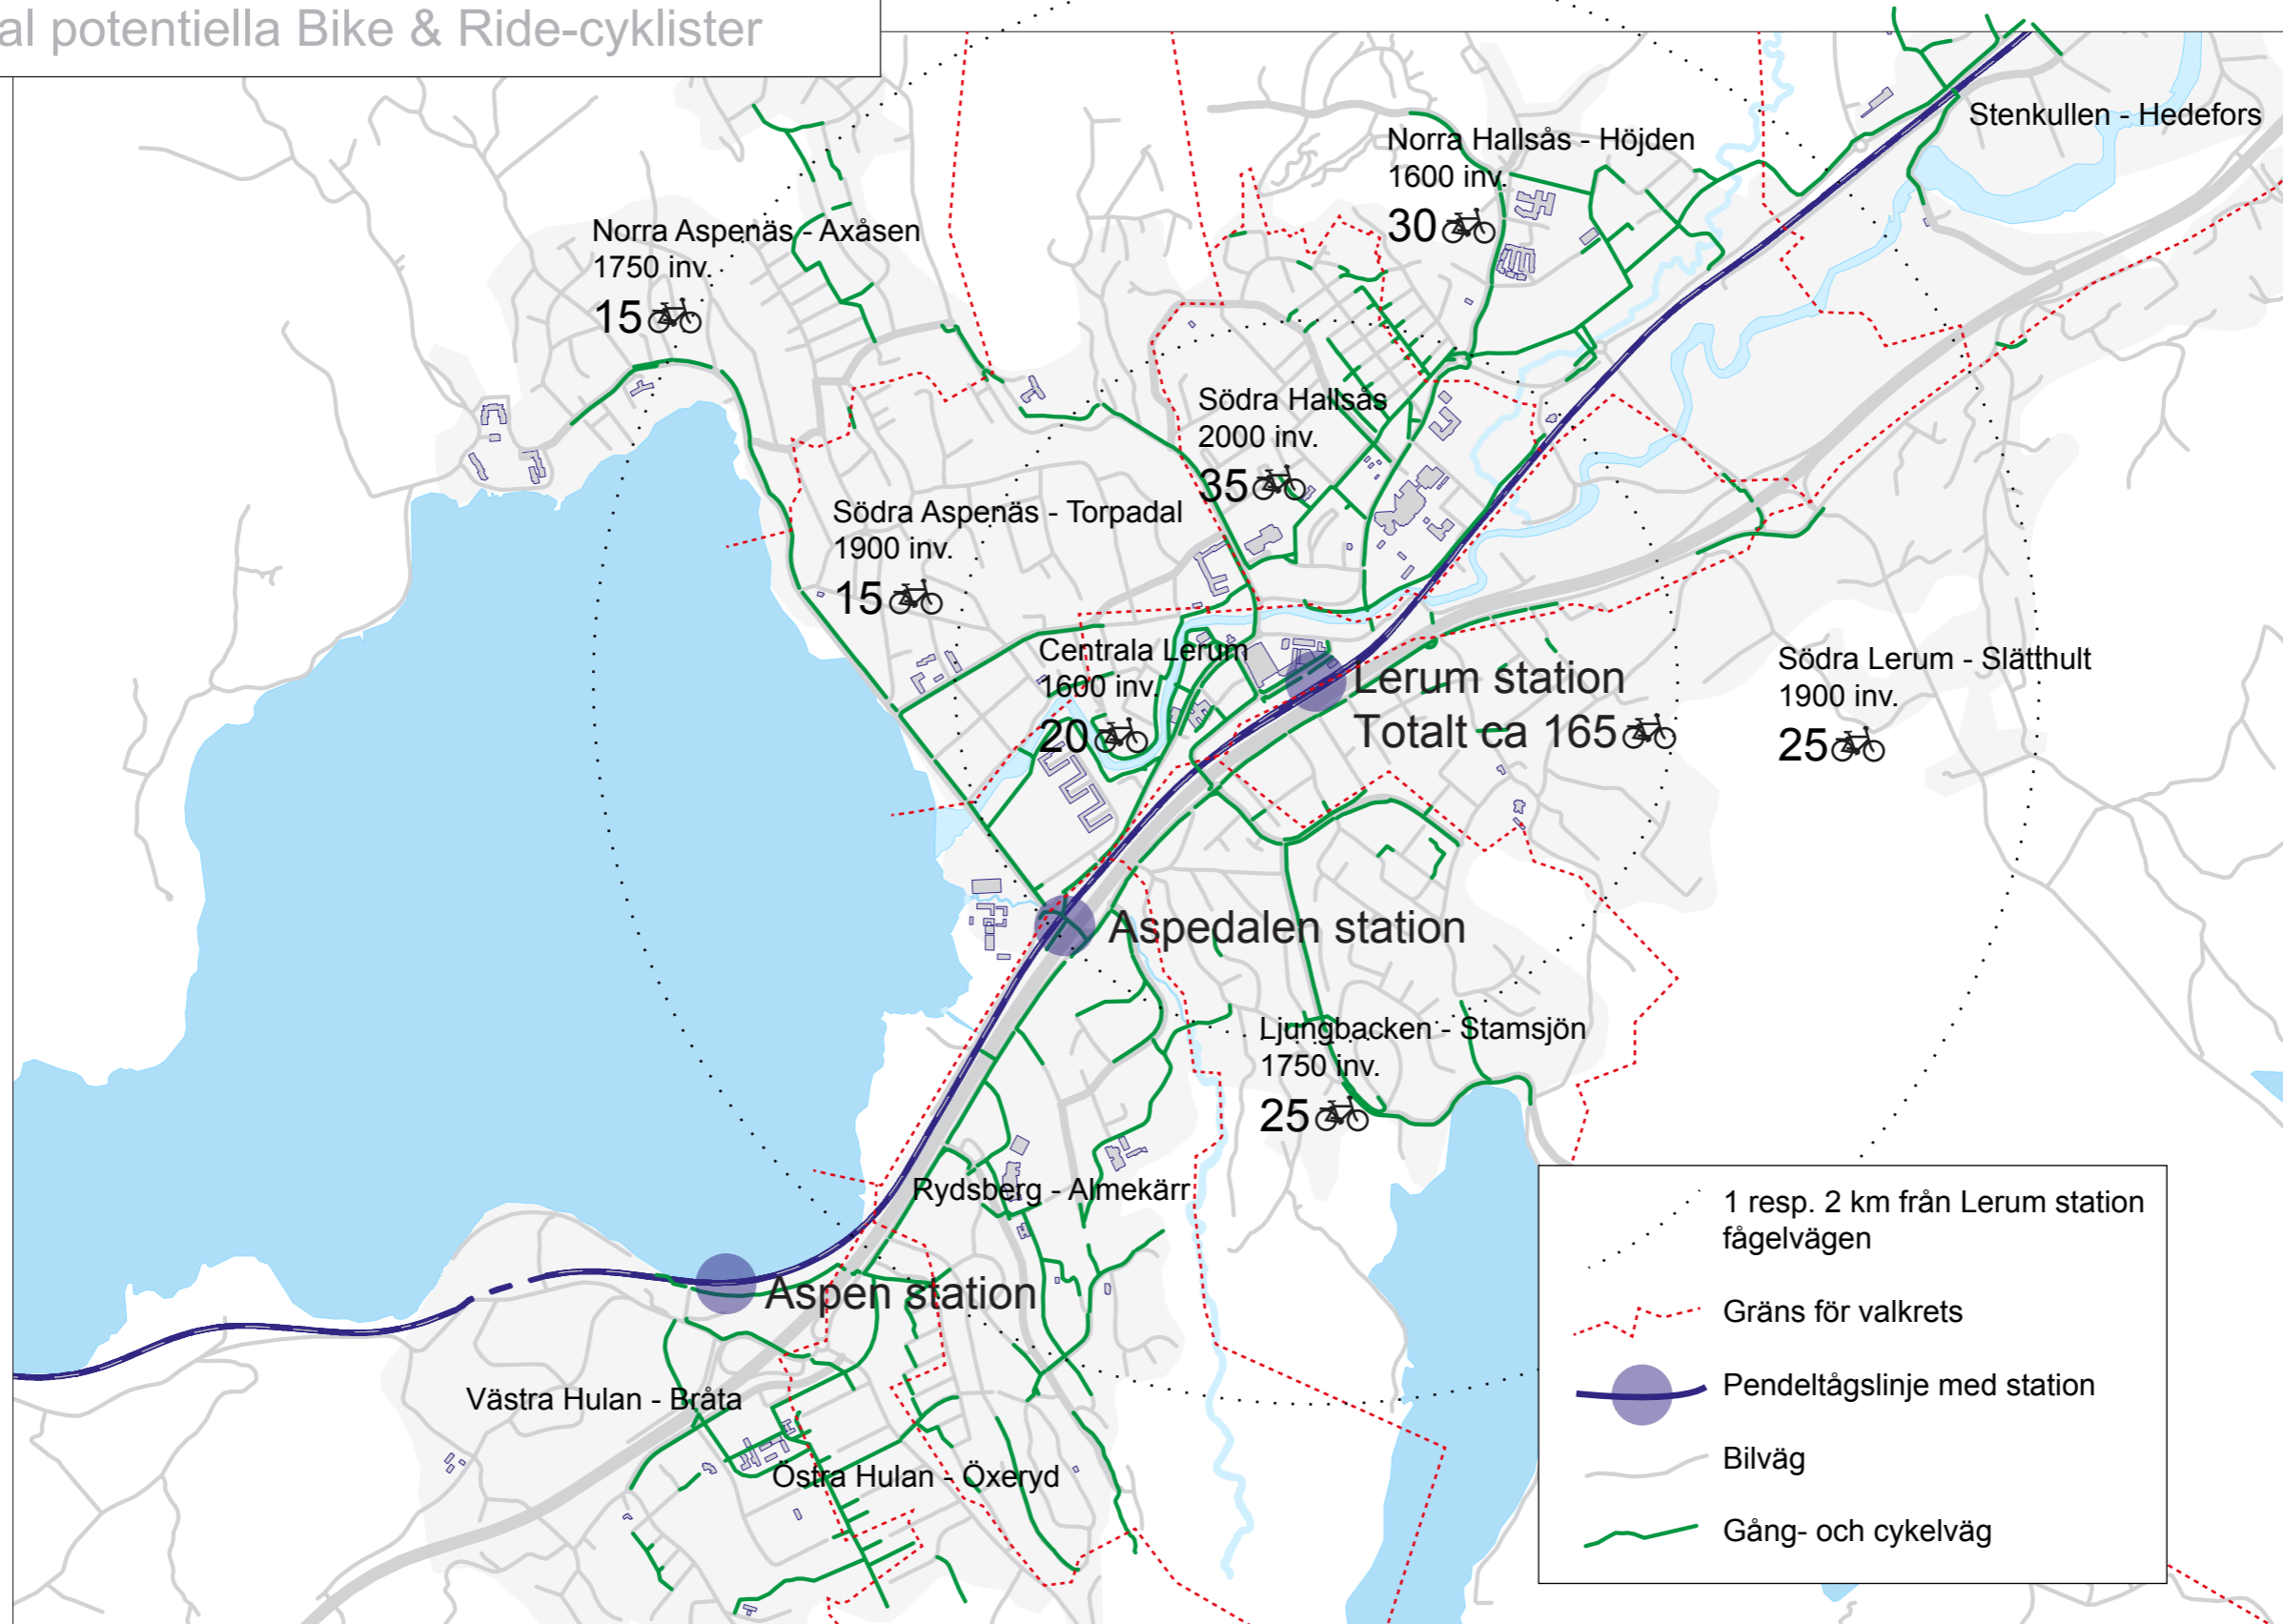 al potentiella Bike & Ride-cyklister
Stenkullen - Hedefors
Norra Hallsås - Höjden
1600 inv.
30
Norra Aspenäs - Axåsen
1750 inv.
15
Södra Hallsås
2000 inv.
35
Södra Aspenäs - Torpadal
1900 inv.
15
Centrala Lerum
1600 inv.
20
Lerum station
Totalt ca 165
Södra Lerum - Slätthult
1900 inv.
25
Aspedalen station
Ljungbacken - Stamsjön
1750 inv.
25
Rydsberg - Almekärr
Aspen station
Västra Hulan - Bråta
Östra Hulan - Öxeryd
1 resp. 2 km från Lerum station
fågelvägen
Gräns för valkrets
Pendeltågslinje med station
Bilväg
Gång- och cykelväg